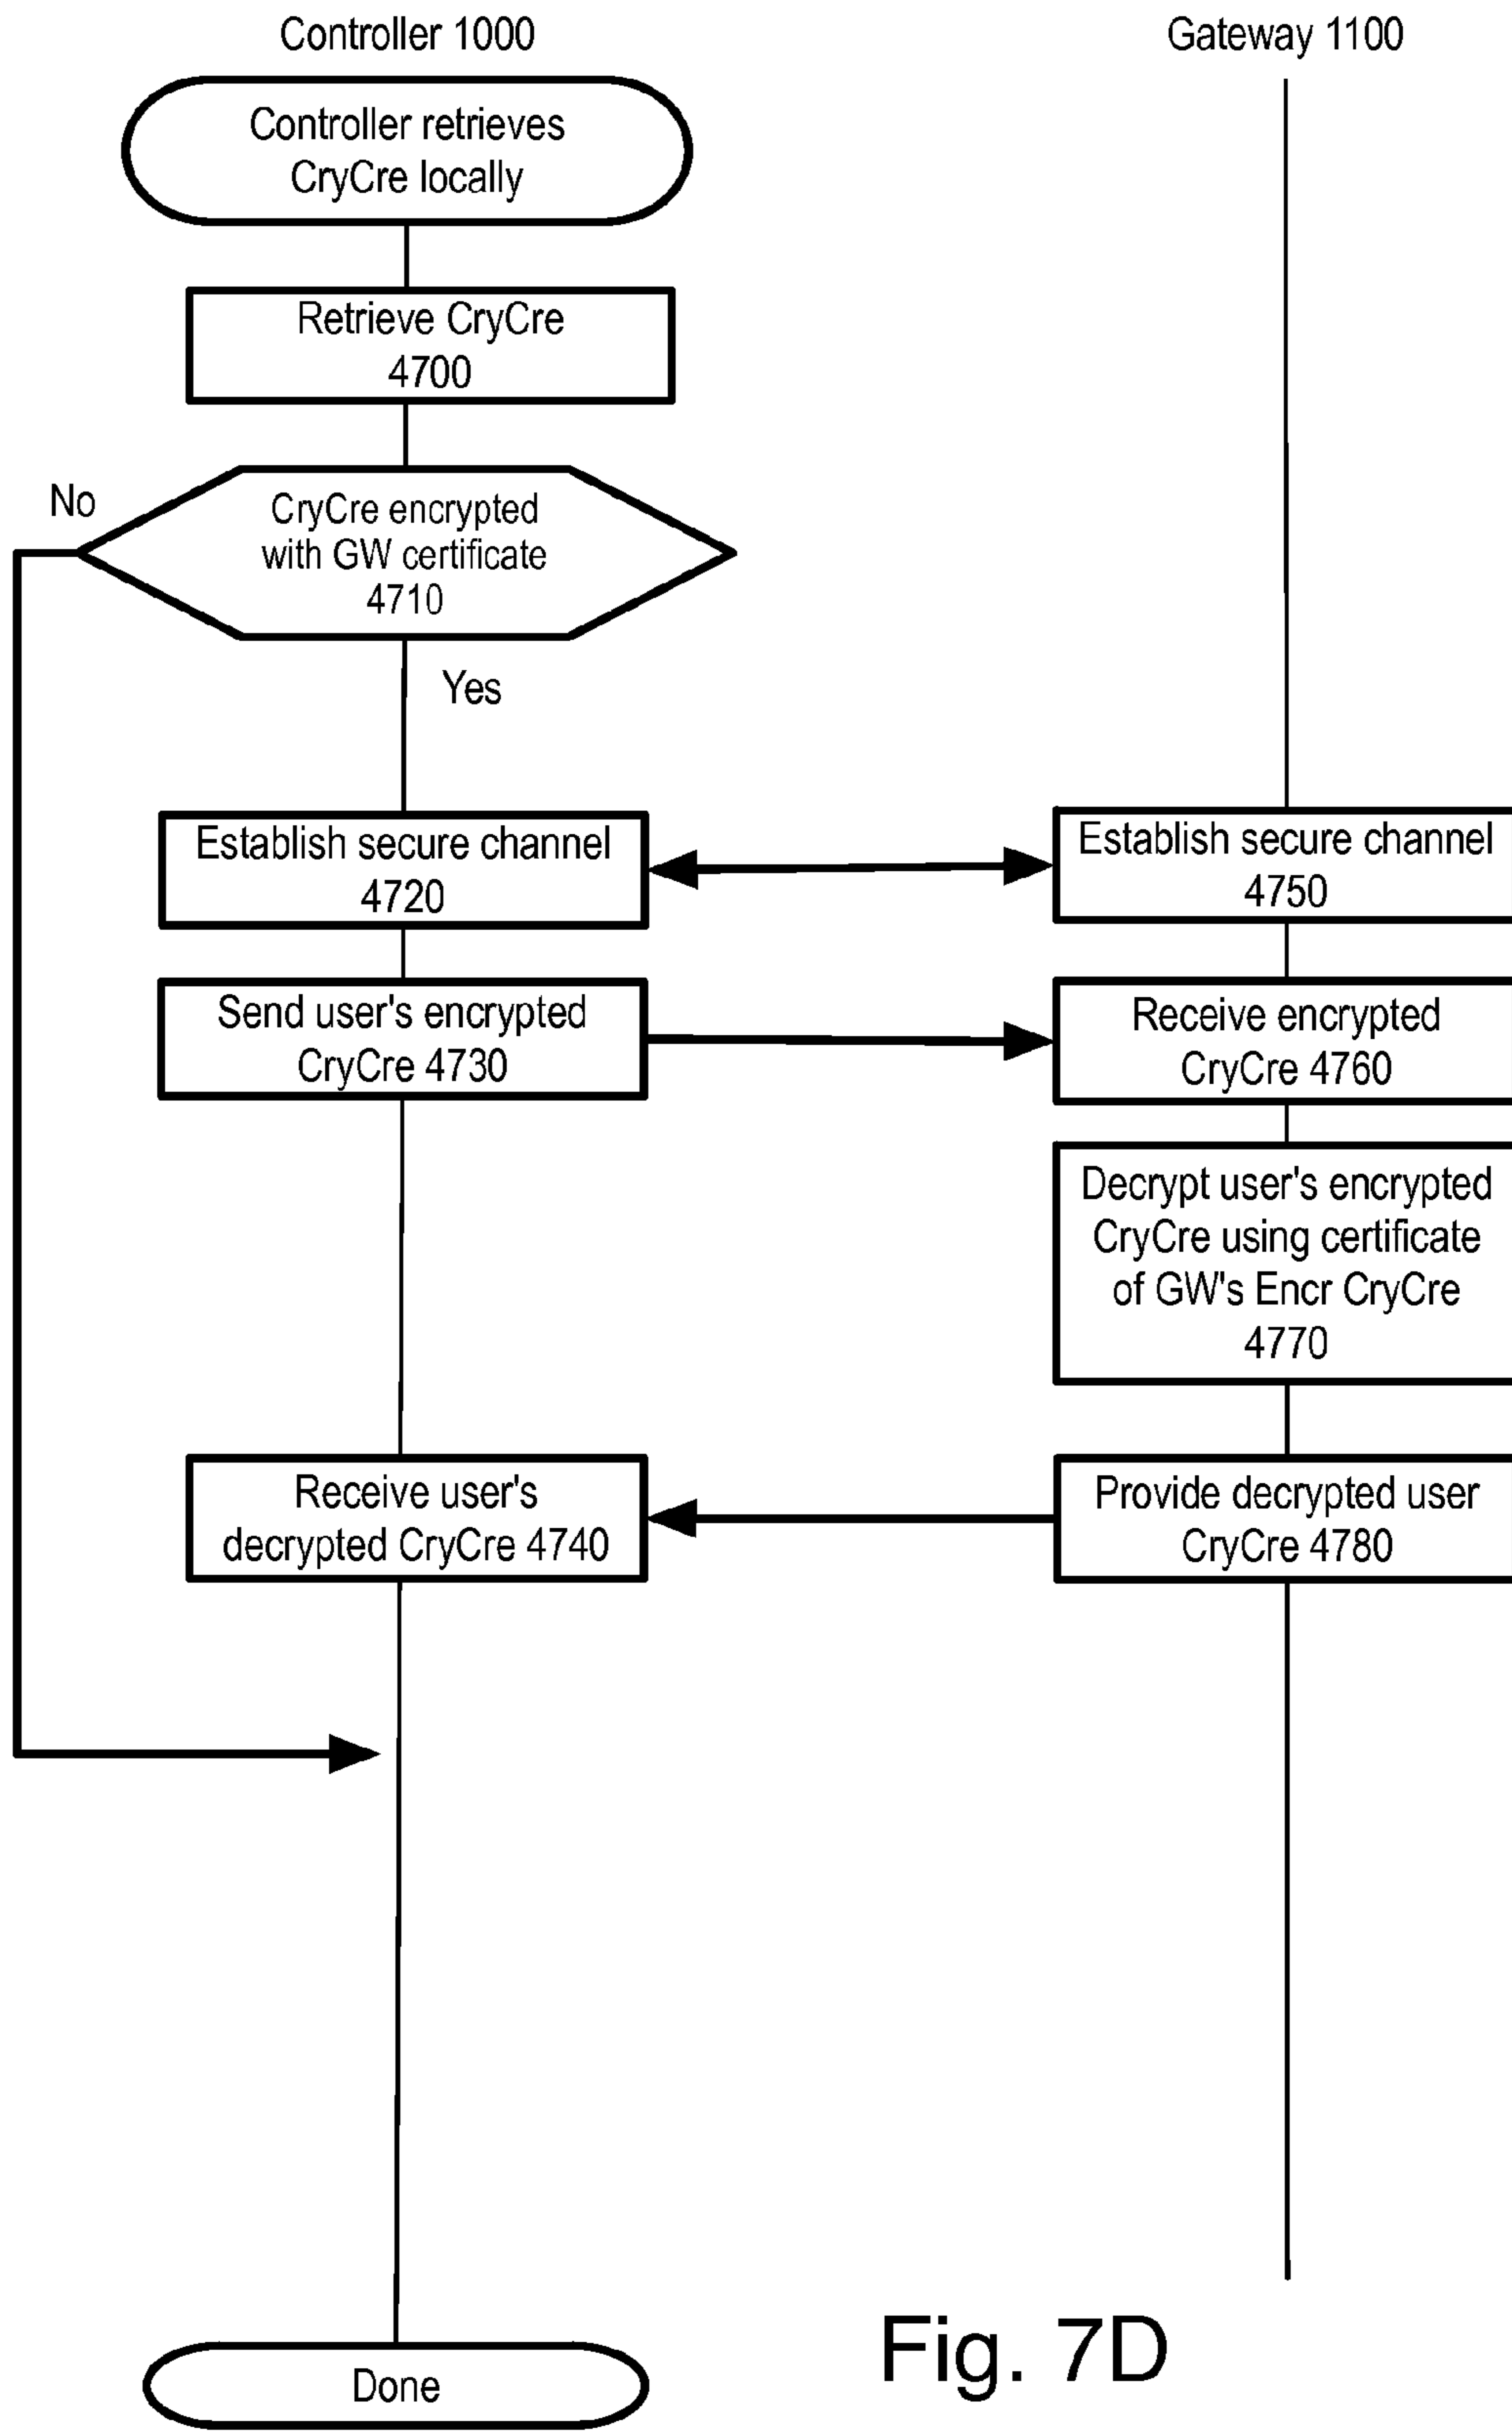 Controller 1000
Gateway 1100
Controller retrieves
CryCre locally
Retrieve CryCre
4700
No
CryCre encrypted
with GW certificate
4710
Yes
Establish secure channel
4720
Establish secure channel
4750
Send user's encrypted
CryCre 4730
Receive encrypted
CryCre 4760
Decrypt user's encrypted
CryCre using certificate
of GW's Encr CryCre
4770
Receive user's
decrypted CryCre 4740
Provide decrypted user
CryCre 4780
Done
Fig. 7D